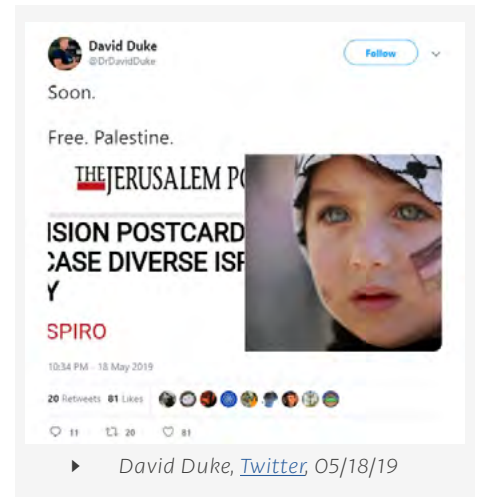 David Duke
@DrDavidDuke
Follow
Soon.
Free. Palestine.
THE JERUSALEM P
ISION POSTCARD
CASE DIVERSE ISR
Y
SPIRO
10:34 PM - 18 May 2019
20 Retweets 81 Likes
11 20 81
David Duke, Twitter, 05/18/19